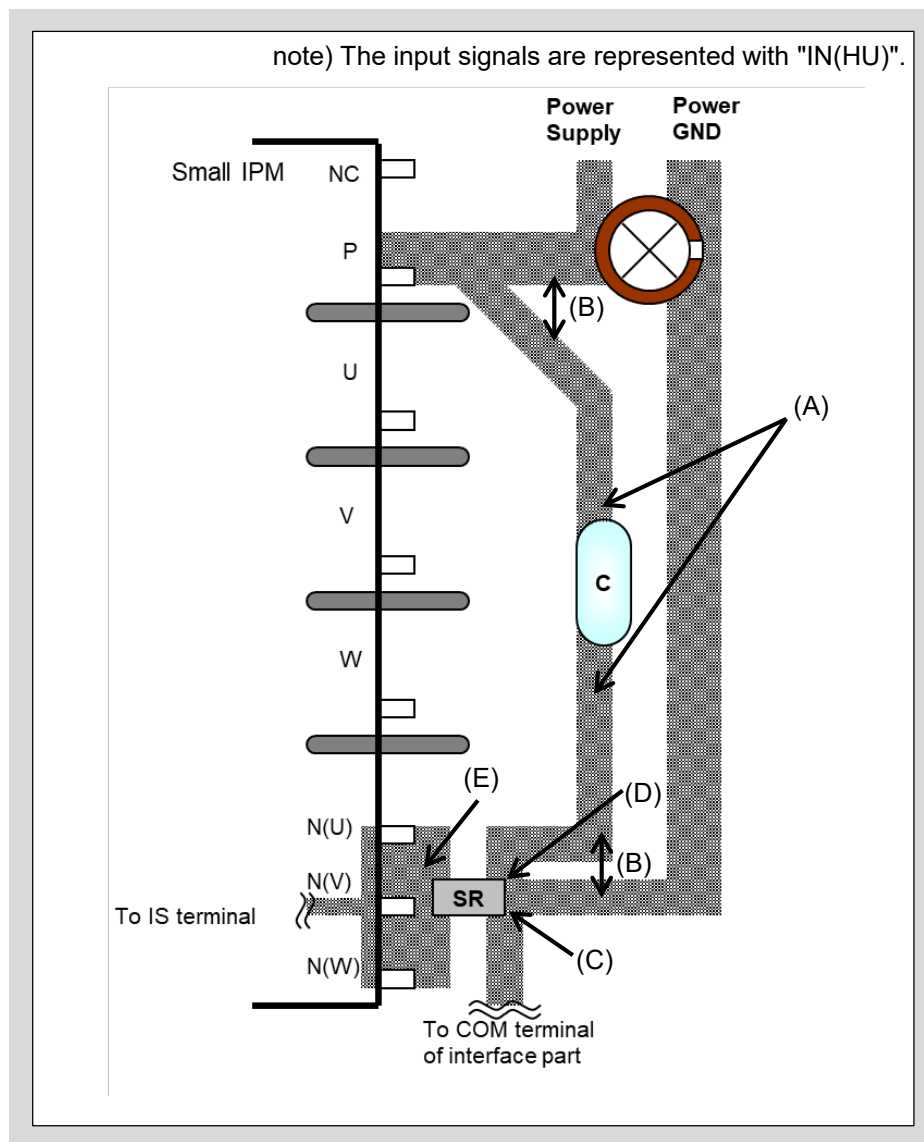 note) The input signals are represented with "IN(HU)".
Power
Supply
Power
GND
Small IPM
NC
P
(B)
U
(A)
V
C
W
(E)
(D)
N(U)
(B)
N(V)
SR
To IS terminal
(C)
N(W)
To COM terminal
of interface part